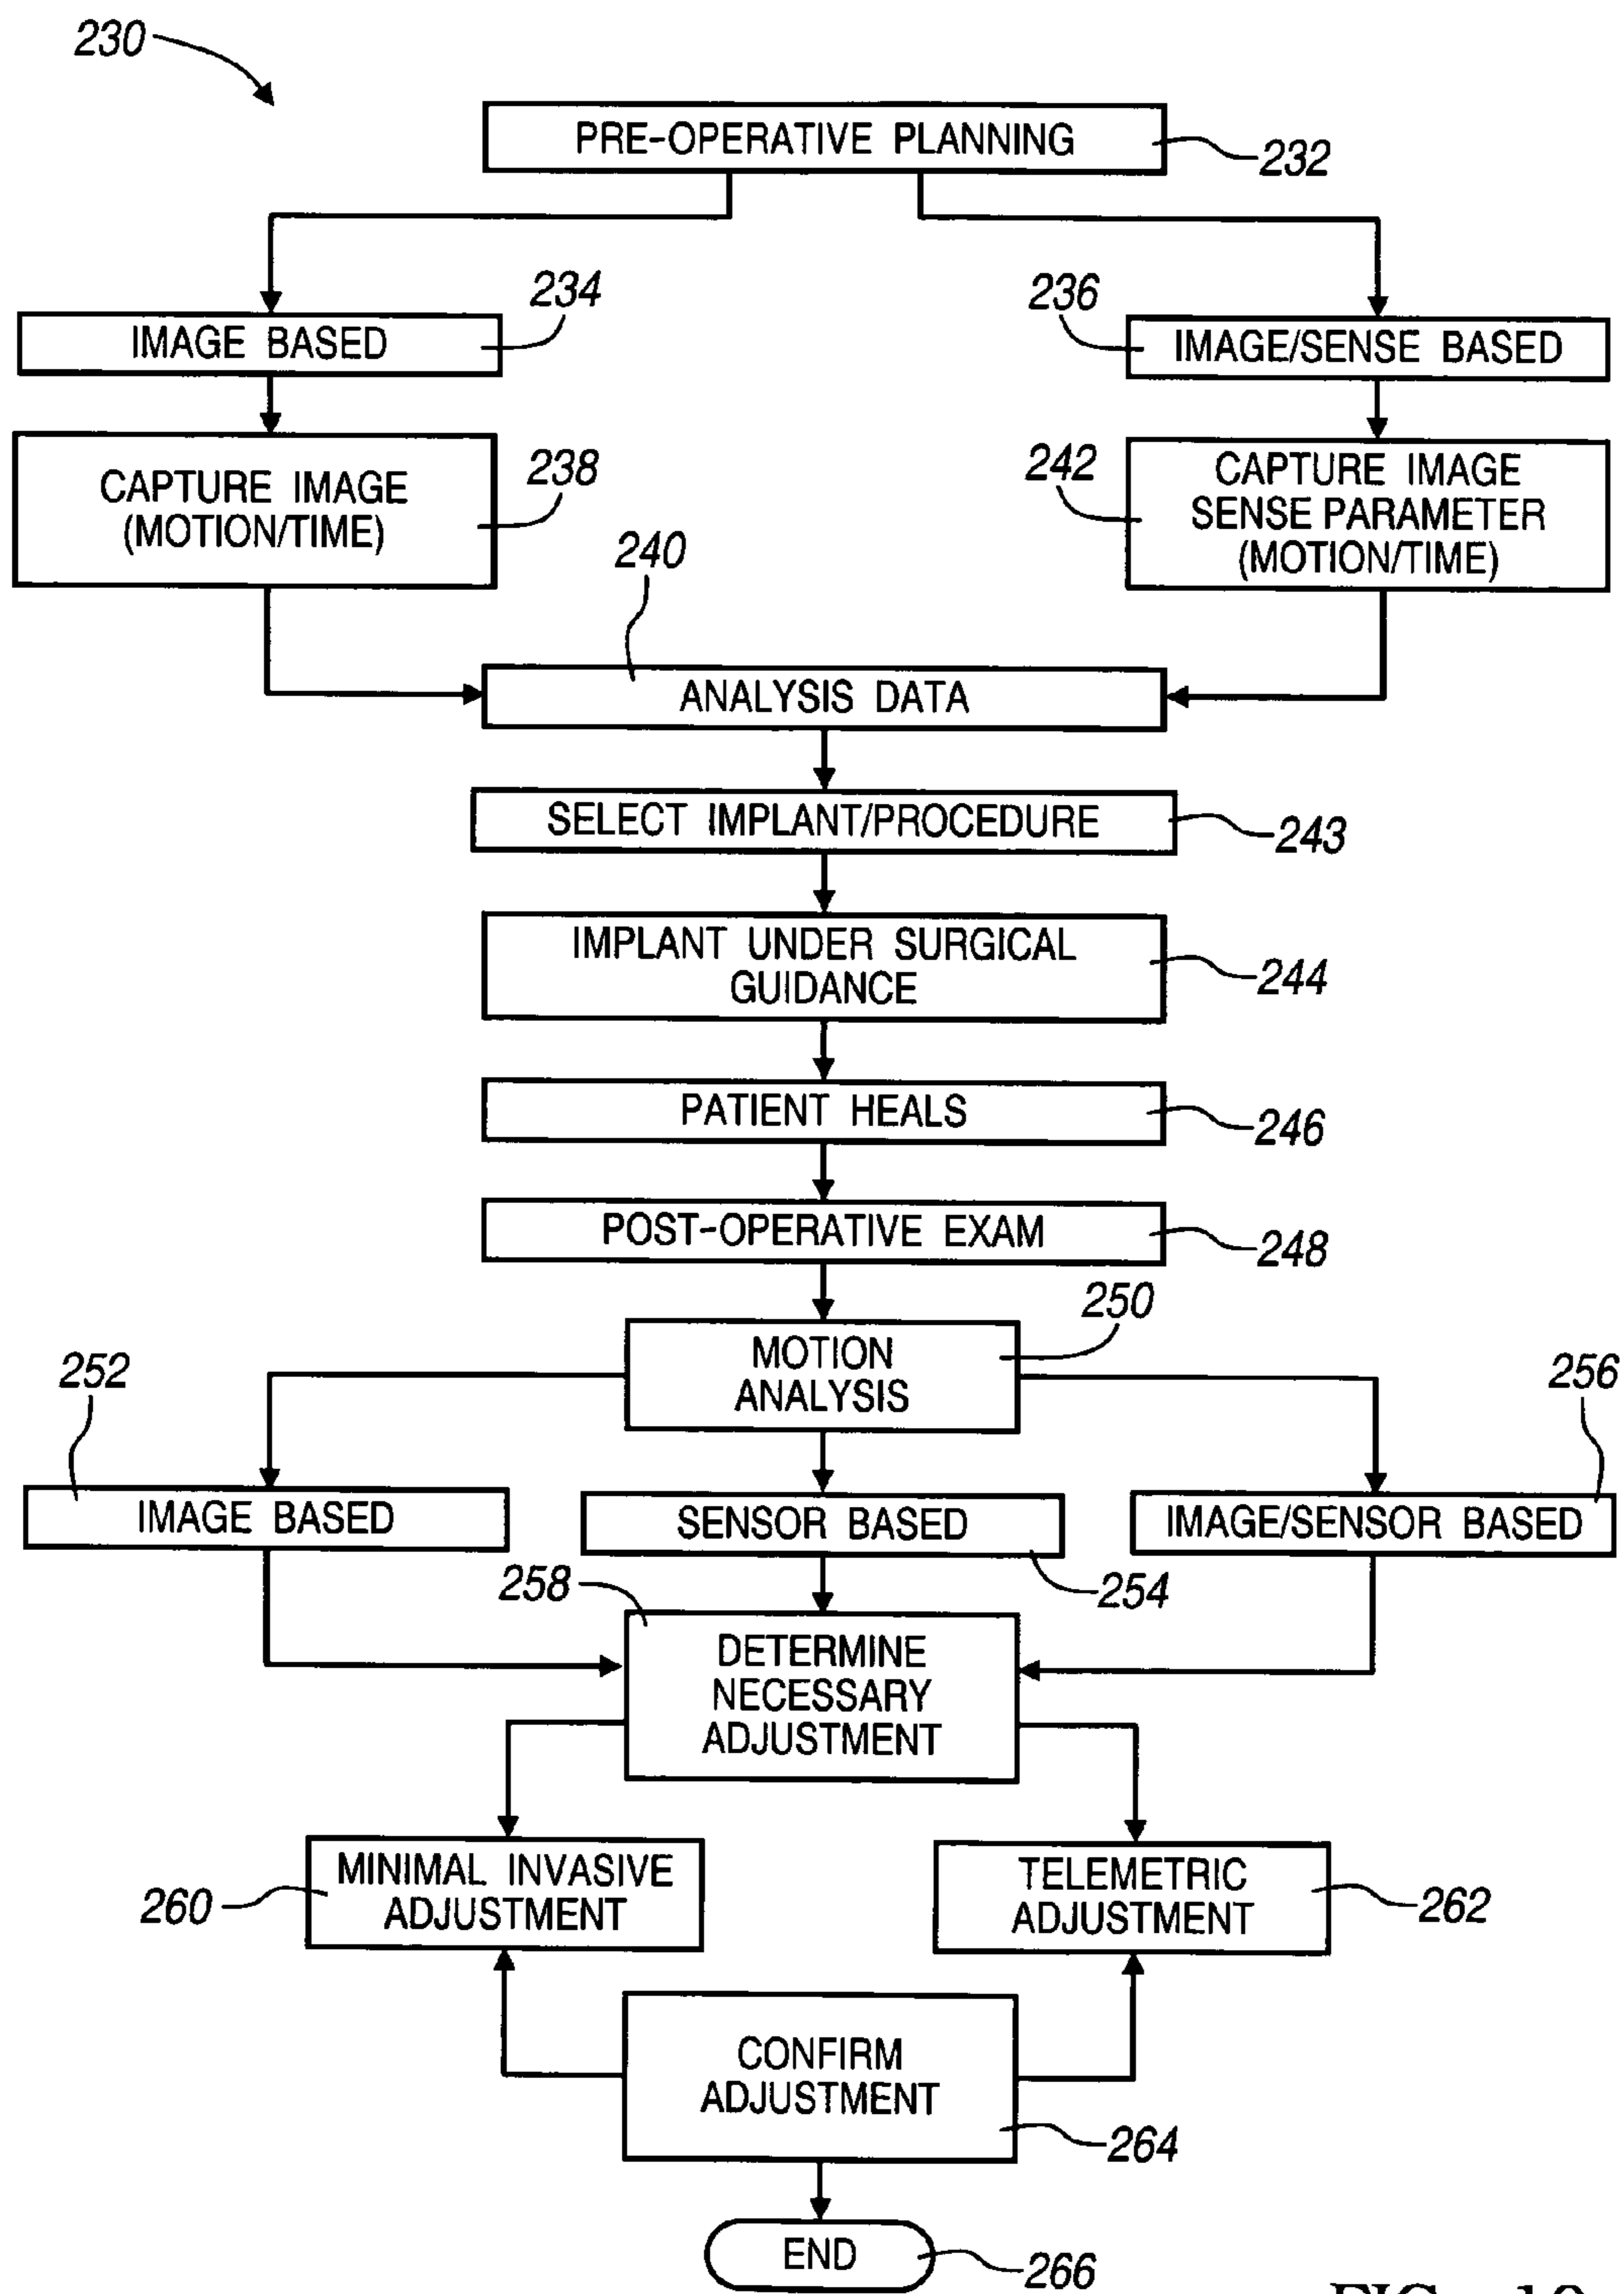 230
PRE-OPERATIVE PLANNING
232
234
236
IMAGE BASED
IMAGE/SENSE BASED
238
242
CAPTURE IMAGE
(MOTION/TIME)
CAPTURE IMAGE
SENSE PARAMETER
(MOTION/TIME)
240
ANALYSIS DATA
SELECT IMPLANT/PROCEDURE
243
IMPLANT UNDER SURGICAL
GUIDANCE
244
PATIENT HEALS
246
POST-OPERATIVE EXAM
248
250
MOTION
ANALYSIS
252
256
IMAGE BASED
SENSOR BASED
IMAGE/SENSOR BASED
254
258
DETERMINE
NECESSARY
ADJUSTMENT
MINIMAL INVASIVE
ADJUSTMENT
260
TELEMETRIC
ADJUSTMENT
262
CONFIRM
ADJUSTMENT
264
END
266